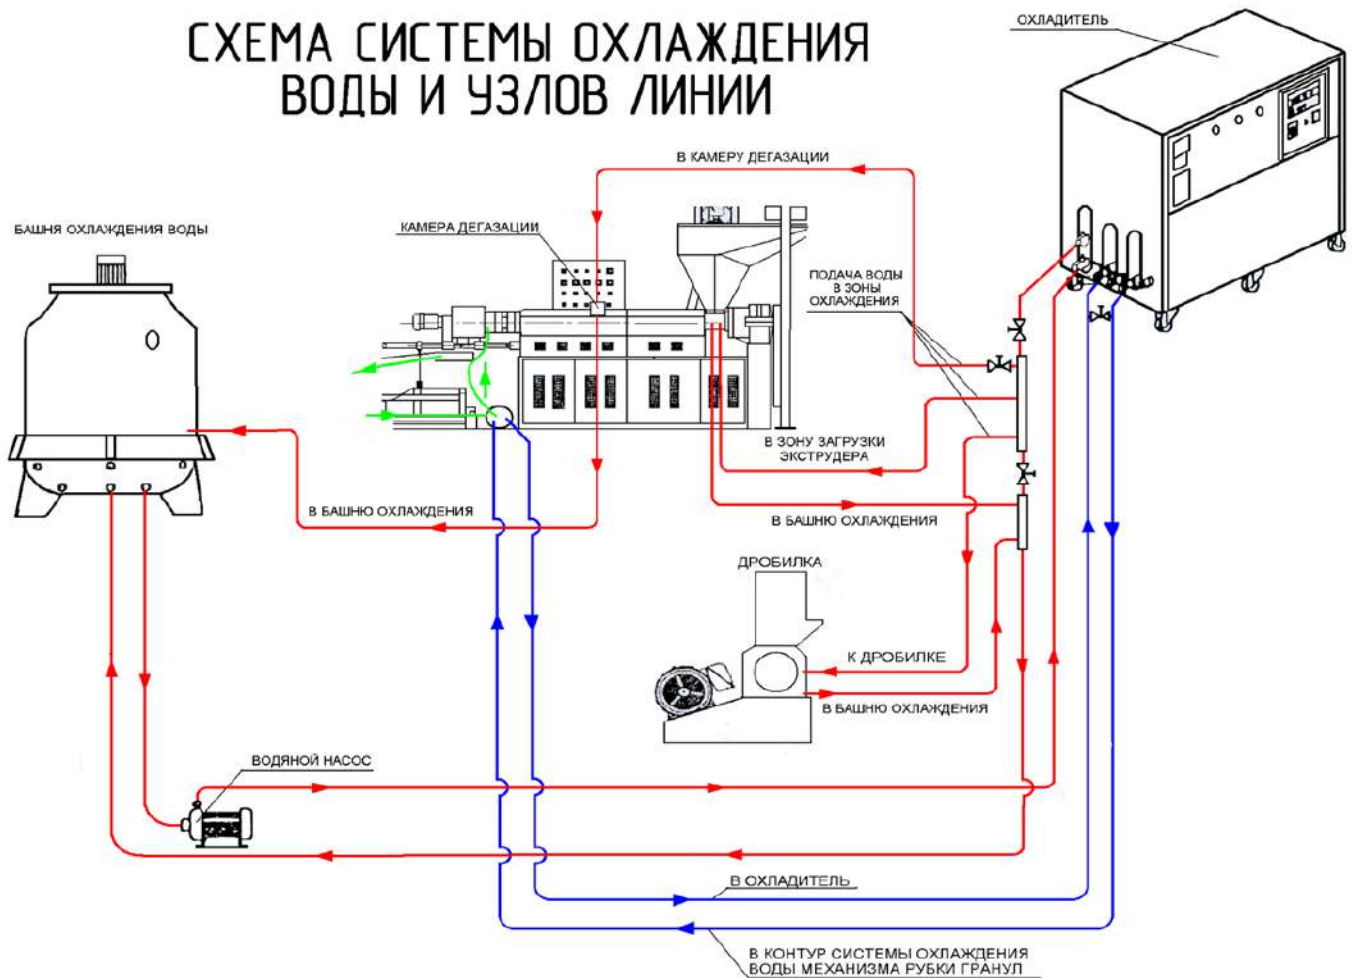 СХЕМА СИСТЕМЫ ОХЛАЖДЕНИЯ
ВОДЫ И УЗЛОВ ЛИНИИ
ОХЛАДИТЕЛЬ
В КАМЕРУ ДЕГАЗАЦИИ
БАШНЯ ОХЛАЖДЕНИЯ ВОДЫ
КАМЕРА ДЕГАЗАЦИИ
ПОДАЧА ВОДЫ
В ЗОНЫ
ОХЛАЖДЕНИЯ
В ЗОНУ ЗАГРУЗКИ
ЭКСТРУДЕРА
В БАШНЮ ОХЛАЖДЕНИЯ
В БАШНЮ ОХЛАЖДЕНИЯ
ДРОБИЛКА
К ДРОБИЛКЕ
В БАШНЮ ОХЛАЖДЕНИЯ
ВОДЯНОЙ НАСОС
В ОХЛАДИТЕЛЬ
В КОНТУР СИСТЕМЫ ОХЛАЖДЕНИЯ
ВОДЫ МЕХАНИЗМА РУБКИ ГРАНУЛ